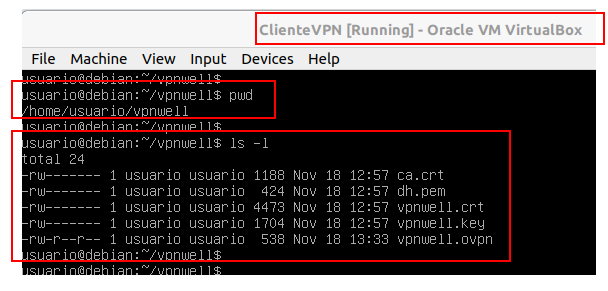 ClienteVPN [Running] - Oracle VM VirtualBox
File Machine View Input Devices Help
usuario@debian:~/vpnwell$
usuario@debian:~/vpnwell$ pwd
/home/usuario/vpnwell
usuario@debian:~/vpnwell$
usuario@debian:~/vpnwell$ ls -l
total 24
-rw------- 1 usuario usuario 1188 Nov 18 12:57 ca.crt
-rw------- 1 usuario usuario  424 Nov 18 12:57 dh.pem
-rw------- 1 usuario usuario 4473 Nov 18 12:57 vpnwell.crt
-rw------- 1 usuario usuario 1704 Nov 18 12:57 vpnwell.key
-rw-r--r-- 1 usuario usuario  538 Nov 18 13:33 vpnwell.ovpn
usuario@debian:~/vpnwell$
usuario@debian:~/vpnwell$